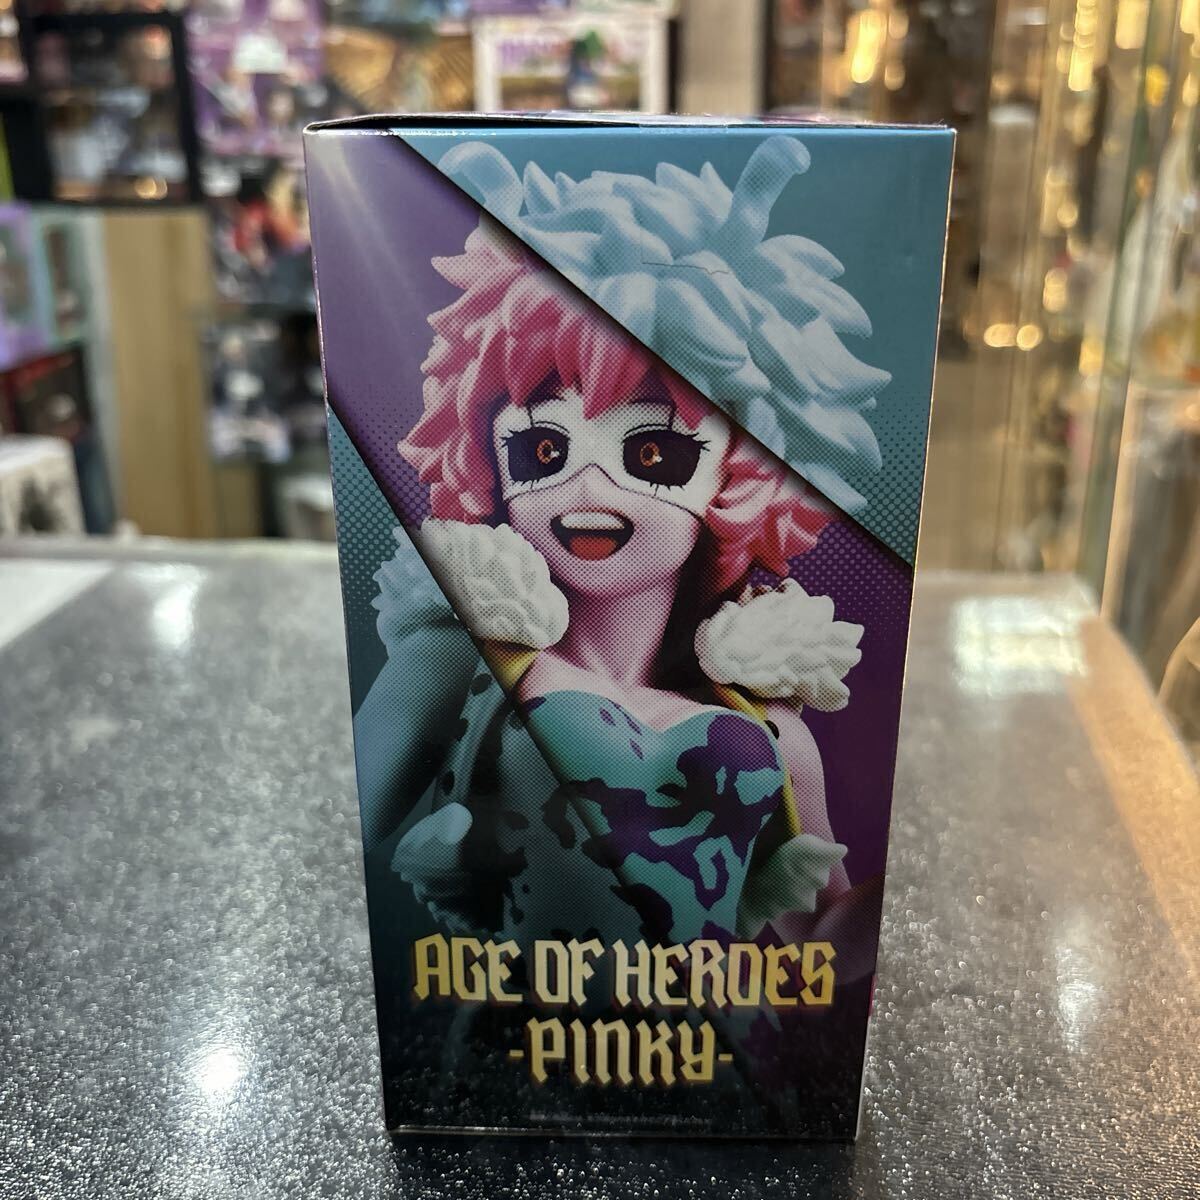 AGE OF HEROES
-PINKY-